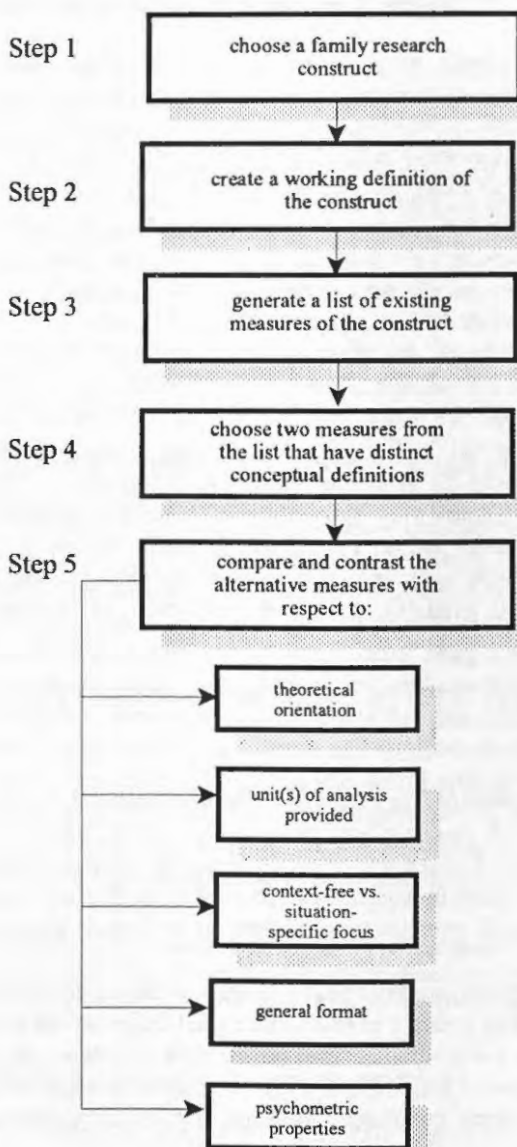 Step 1
choose a family research
construct
Step 2
create a working definition of
the construct
Step 3
generate a list of existing
measures of the construct
Step 4
choose two measures from
the list that have distinct
conceptual definitions
Step 5
compare and contrast the
alternative measures with
respect to:
theoretical
orientation
unit(s) of analysis
provided
context-free vs.
situation-
specific focus
general format
psychometric
properties